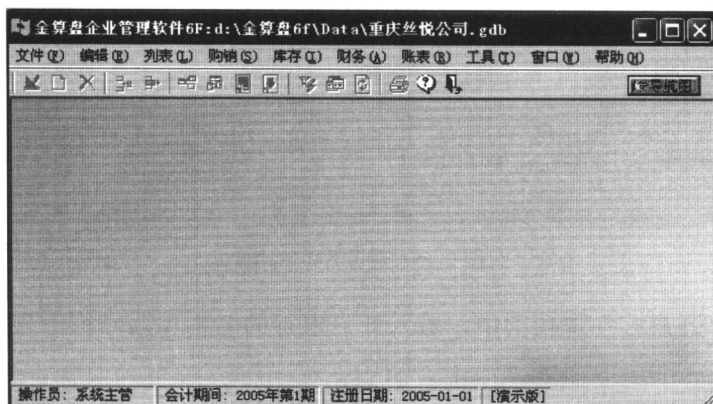 金算盘企业管理软件6F:d:\金算盘6f\Data\重庆丝悦公司.gdb
文件(F) 编辑(E) 列表(L) 购销(S) 库存(I) 财务(A) 账表(R) 工具(T) 窗口(W) 帮助(H)
导航图
操作员: 系统主管 会计期间: 2005年第1期 注册日期: 2005-01-01 [演示版]